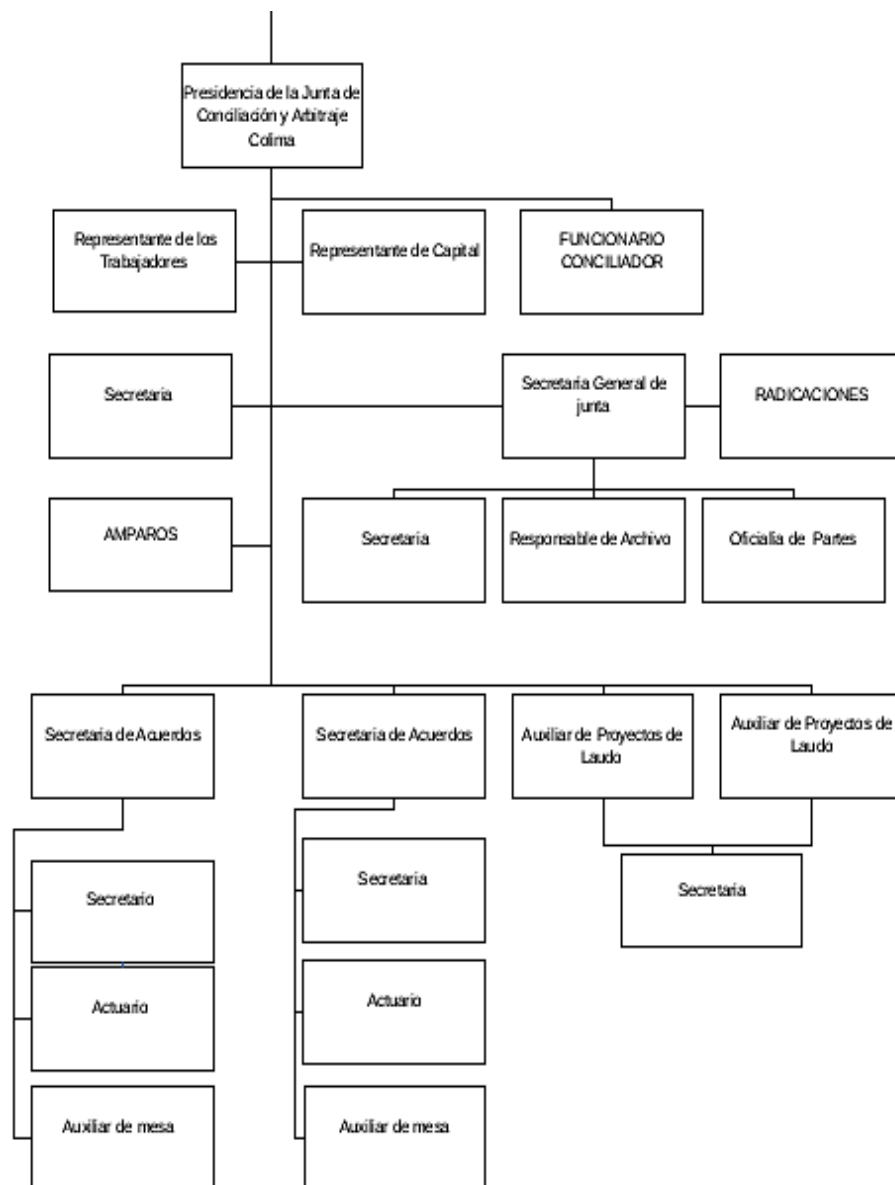 Presidencia de la Junta de
Conciliación y Arbitraje
Colima
Representante de los
Trabajadores
Representante de Capital
FUNCIONARIO
CONCILIADOR
Secretaria
Secretaria General de
junta
RADICACIONES
AMPAROS
Secretaria
Responsable de Archivo
Oficialia de Partes
Secretaria de Acuerdos
Secretaria de Acuerdos
Auxiliar de Proyectos de
Laudo
Auxiliar de Proyectos de
Laudo
Secretario
Secretaria
Secretaria
Actuario
Actuario
Auxiliar de mesa
Auxiliar de mesa